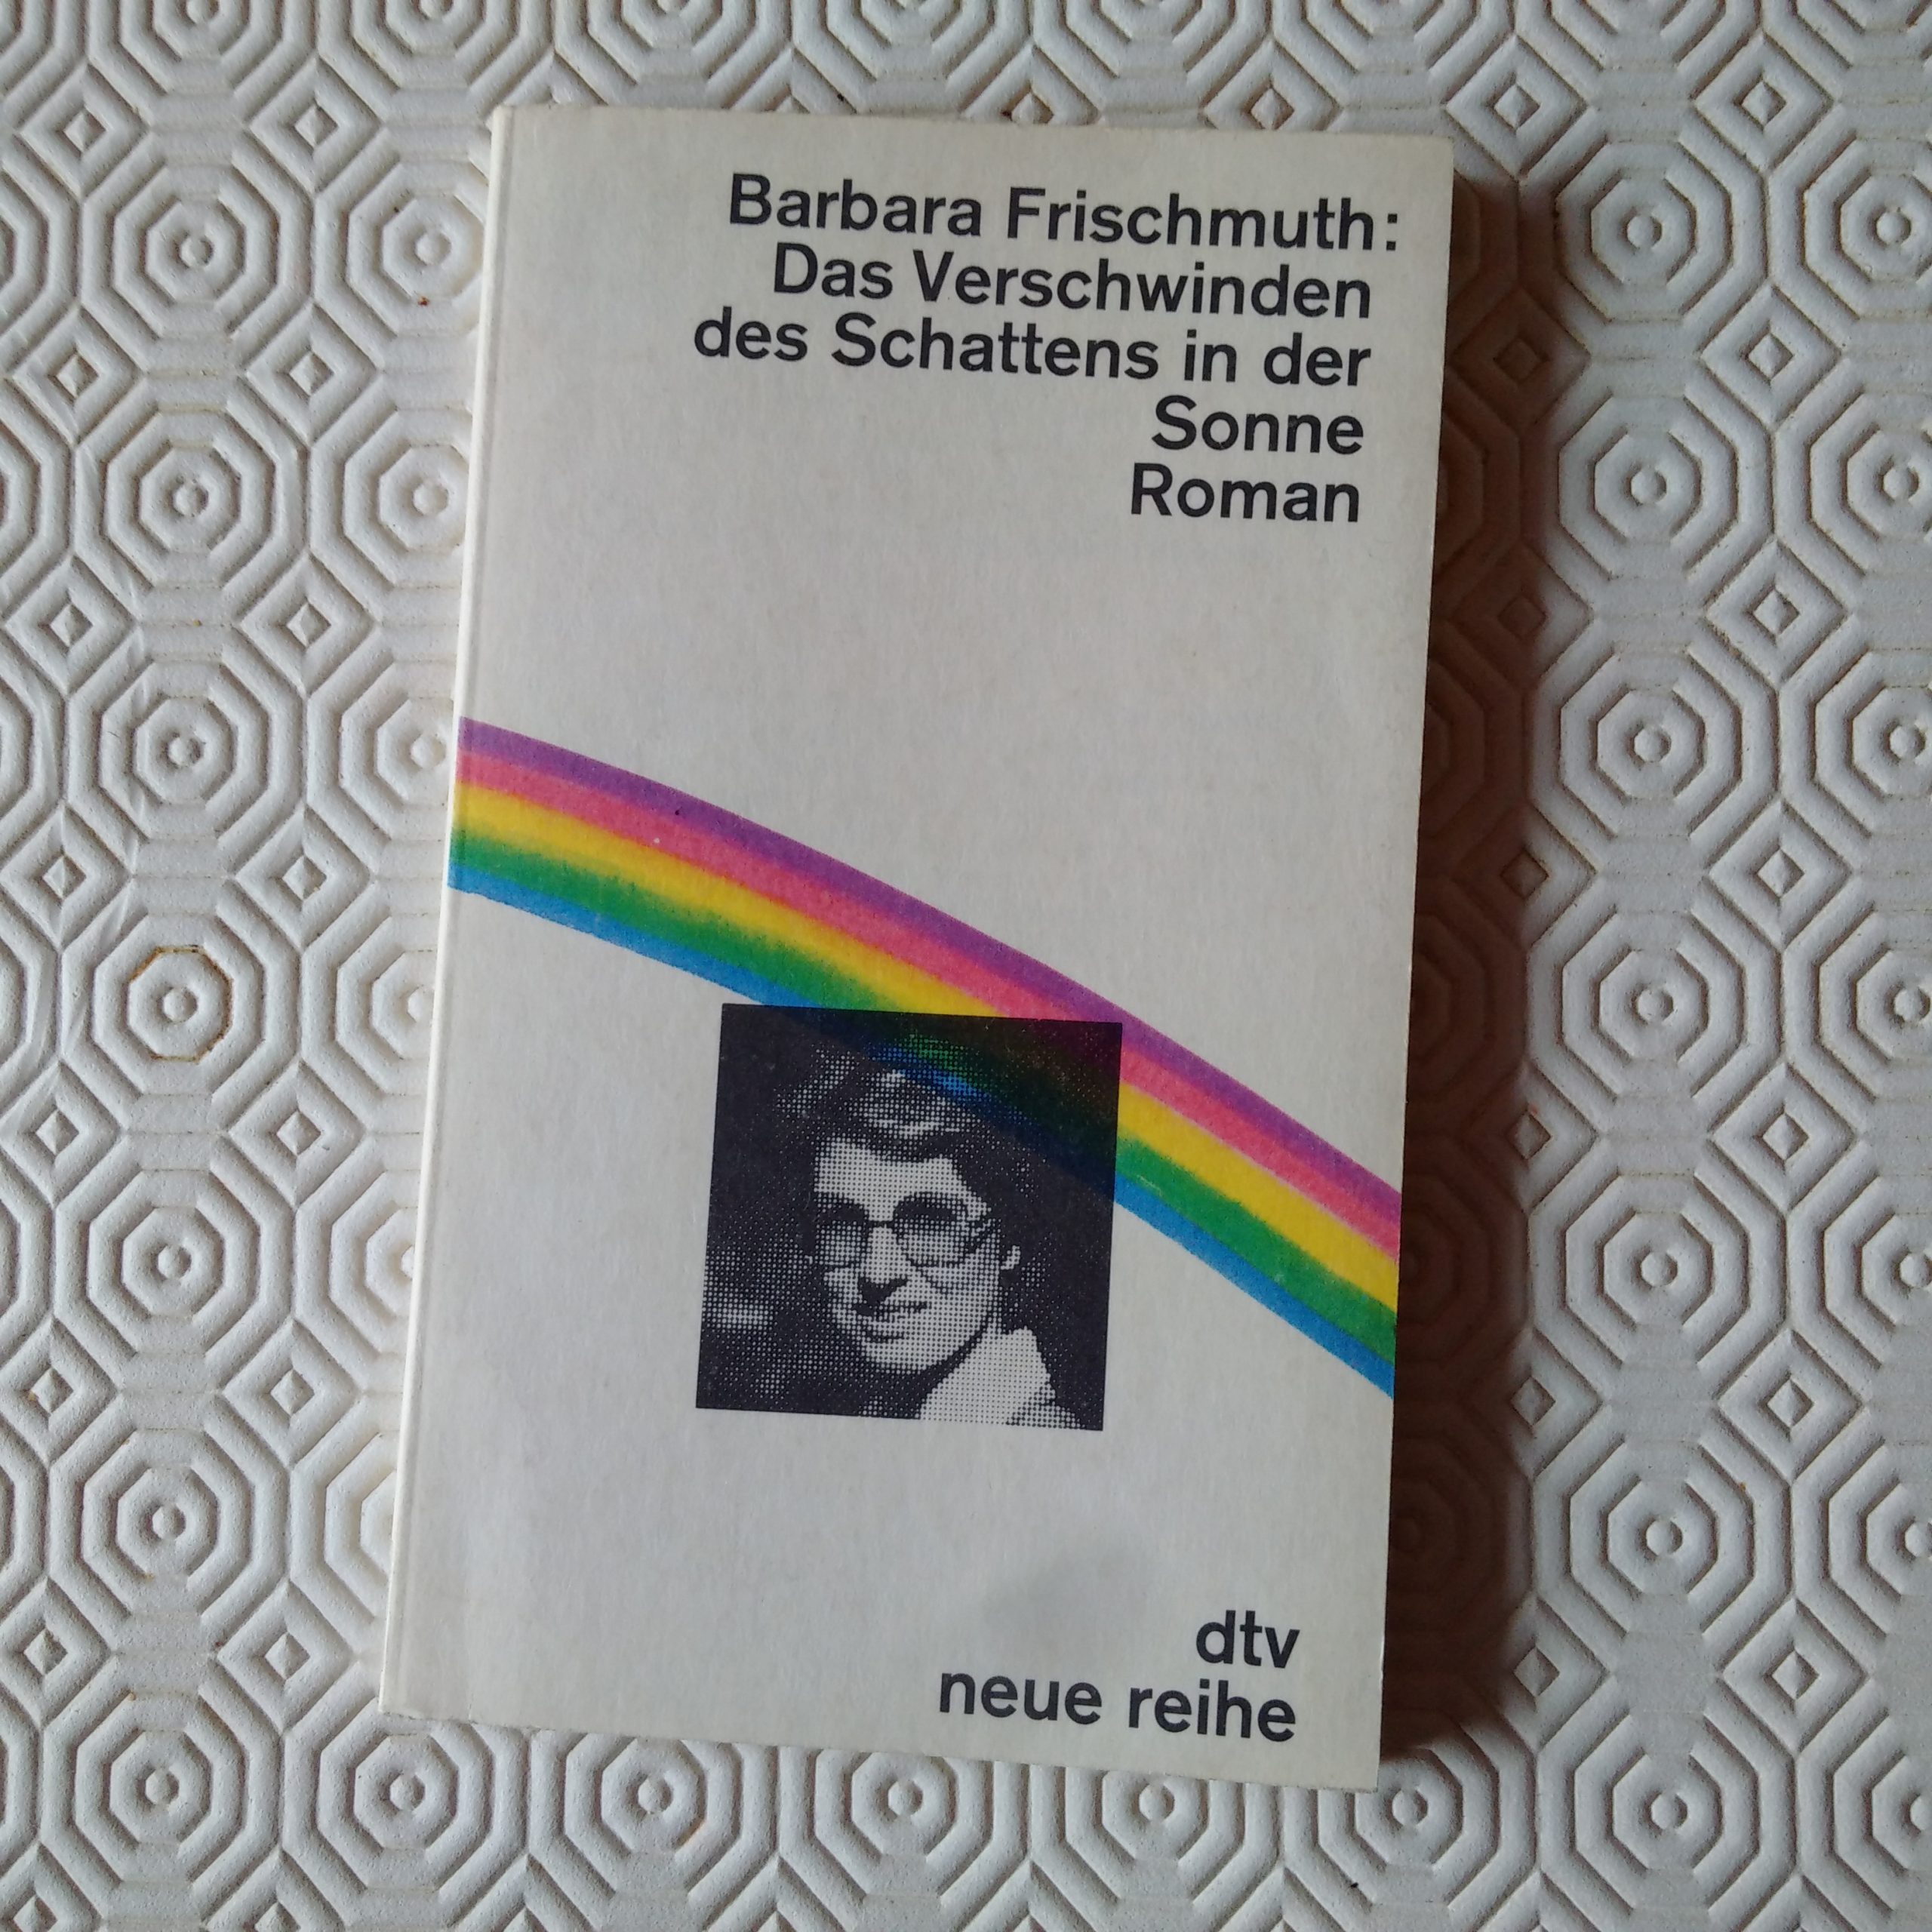 Barbara Frischmuth:
Das Verschwinden
des Schattens in der
Sonne
Roman
dtv
neue reihe